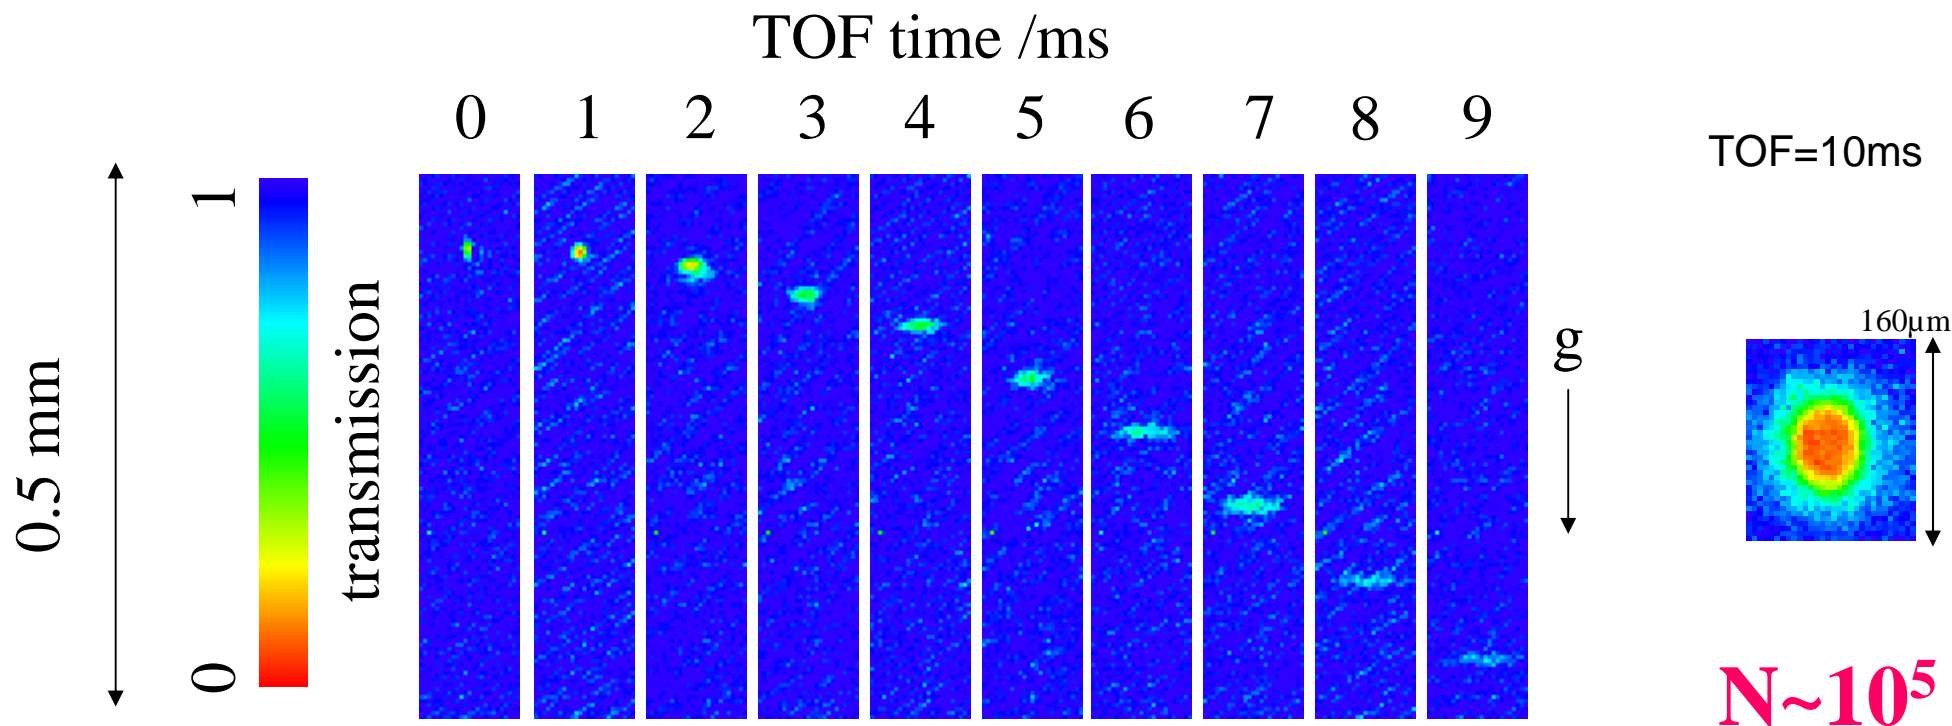 TOF time /ms
0 1 2 3 4 5 6 7 8 9
TOF=10ms
0.5 mm
1
0
transmission
g
160µm
N~10⁵